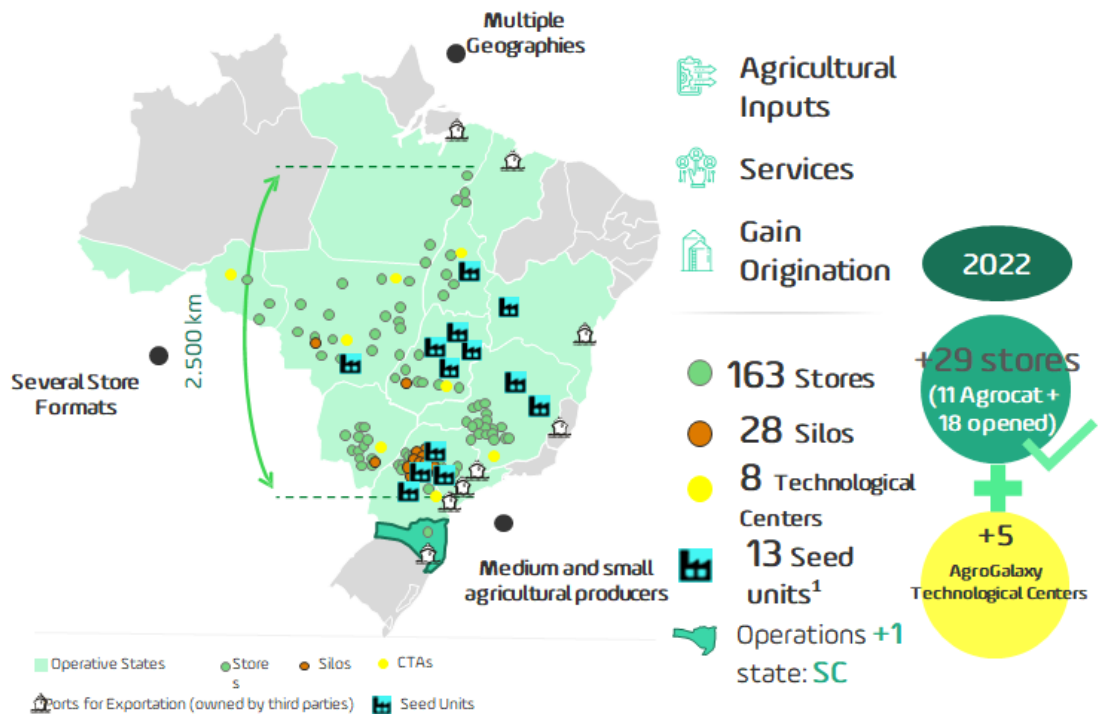 Multiple
Geographies
2.500 km
Several Store
Formats
Medium and small
agricultural producers
Agricultural
Inputs
Services
Gain
Origination
163 Stores
28 Silos
8 Technological
Centers
13 Seed
units¹
Operations +1
state: SC
2022
+29 stores
(11 Agrocat +
18 opened)
+5
AgroGalaxy
Technological Centers
Operative States
Store
s
Silos
CTAs
Ports for Exportation (owned by third parties)
Seed Units